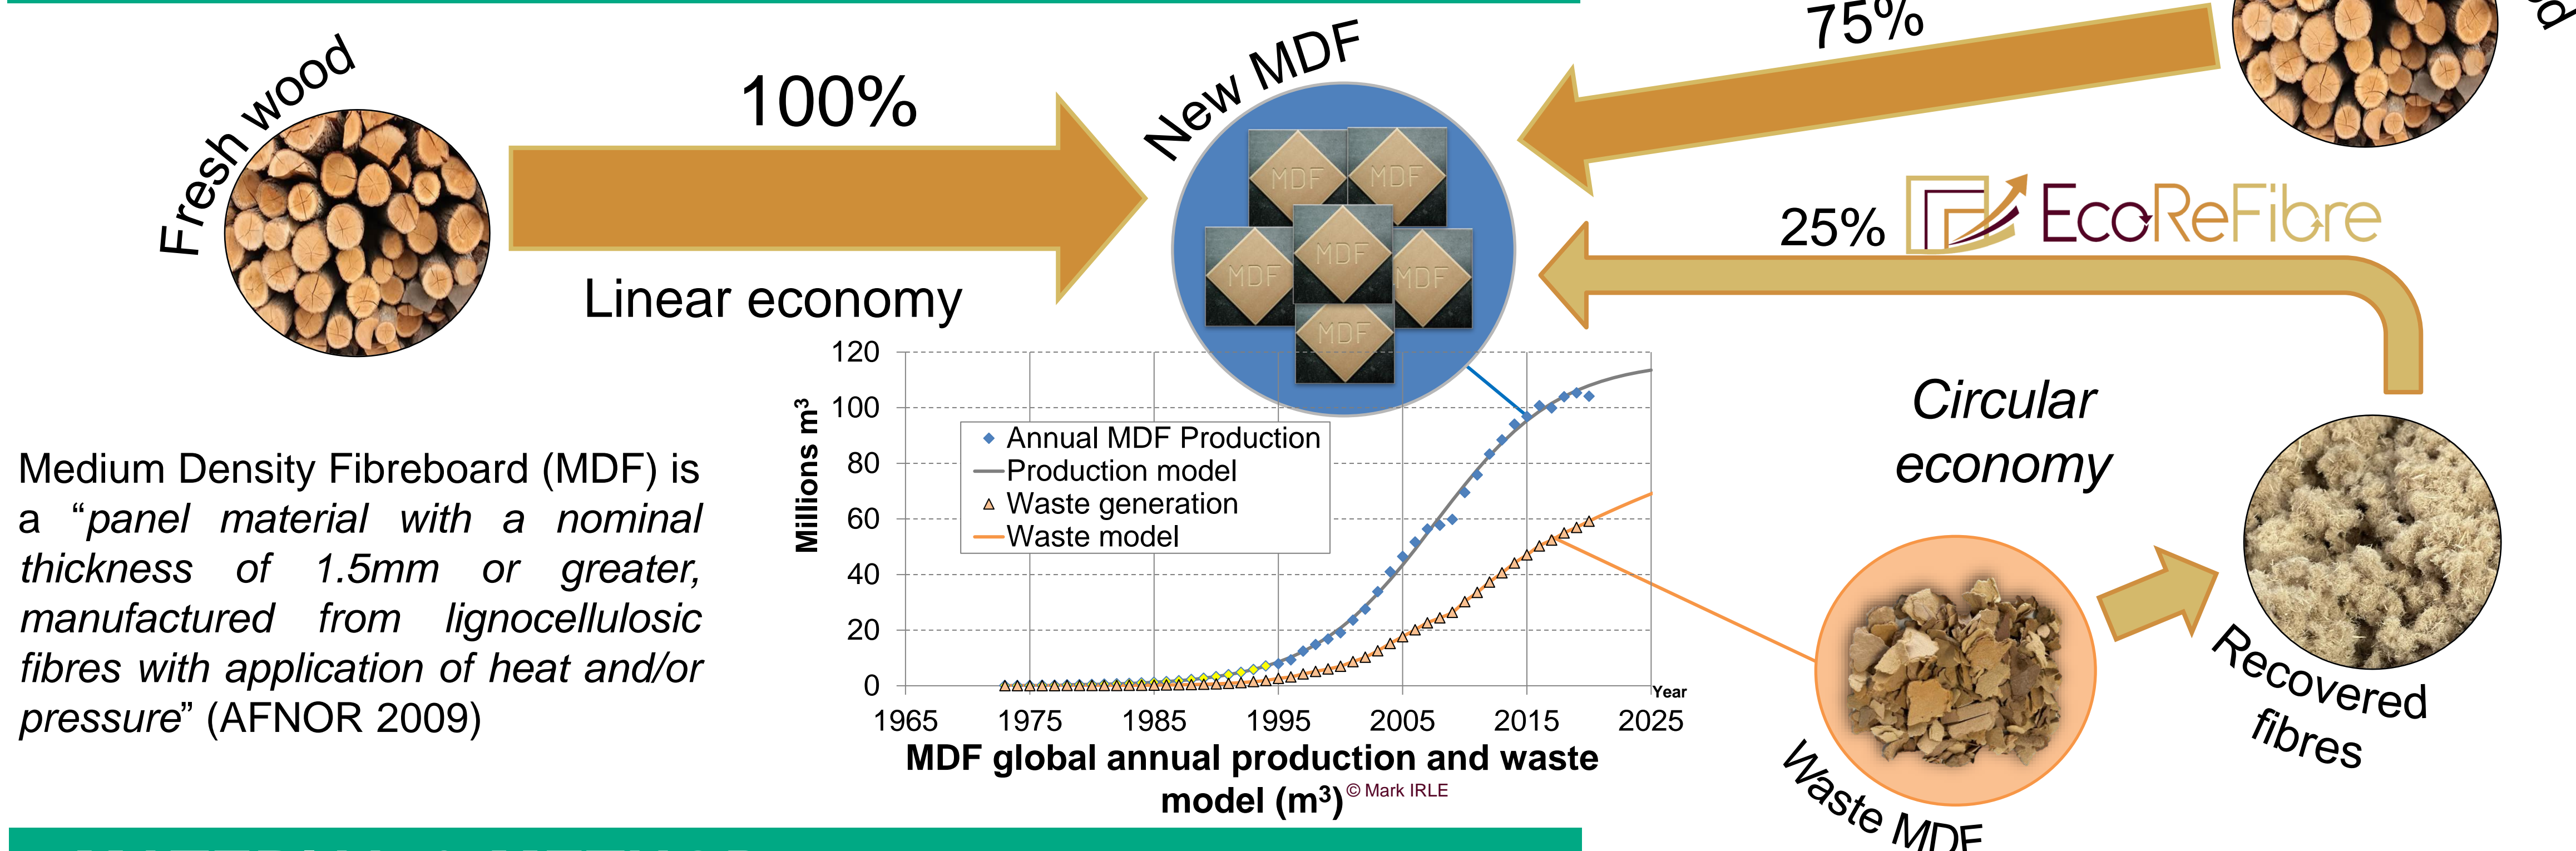 Fresh wood
100%
Linear economy
New MDF
MDF
MDF
MDF
MDF
MDF
MDF
75%
25%
EcoReFibre
Circular
economy
Recovered
fibres
Waste MDF
Medium Density Fibreboard (MDF) is
a “panel material with a nominal
thickness of 1.5mm or greater,
manufactured from lignocellulosic
fibres with application of heat and/or
pressure” (AFNOR 2009)
Millions m³
120
100
80
60
40
20
0
Annual MDF Production
Production model
Waste generation
Waste model
1965 1975 1985 1995 2005 2015 2025
Year
MDF global annual production and waste
model (m³) © Mark IRLE